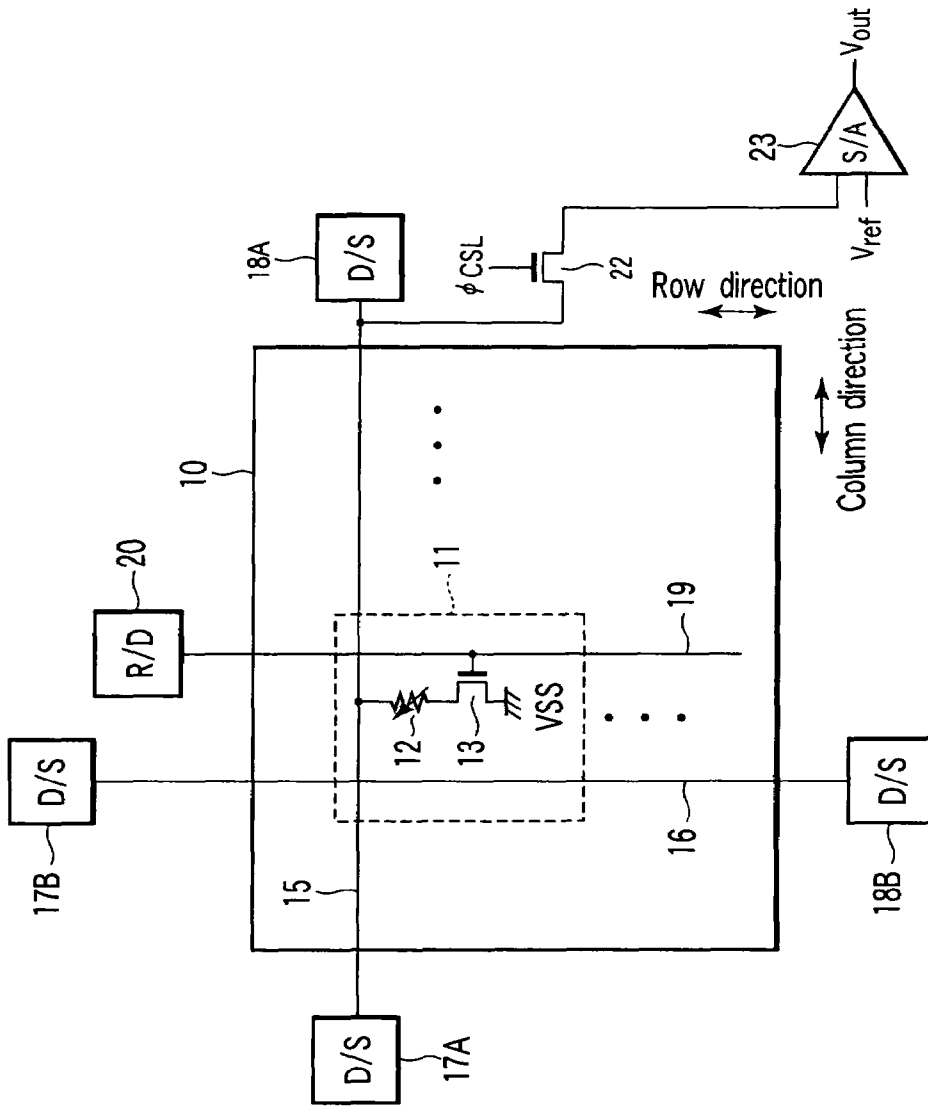 17B
D/S
R/D
20
10
18A
D/S
φCSL
22
23
S/A
Vout
Vref
Row direction
Column direction
11
15
12
13
VSS
19
16
17A
D/S
18B
D/S